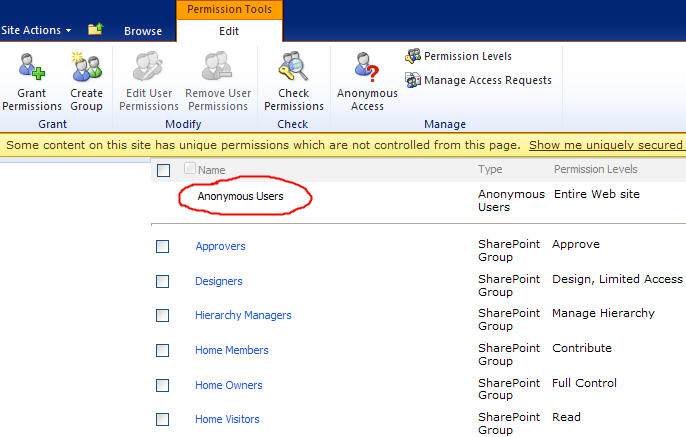 Permission Tools
Site Actions
Browse
Edit
Grant Permissions
Create Group
Edit User Permissions
Remove User Permissions
Check Permissions
Anonymous Access
Permission Levels
Manage Access Requests
Grant
Modify
Check
Manage
Some content on this site has unique permissions which are not controlled from this page. Show me uniquely secured
Name Type Permission Levels
Anonymous Users Anonymous Users Entire Web site
Approvers SharePoint Group Approve
Designers SharePoint Group Design, Limited Access
Hierarchy Managers SharePoint Group Manage Hierarchy
Home Members SharePoint Group Contribute
Home Owners SharePoint Group Full Control
Home Visitors SharePoint Group Read